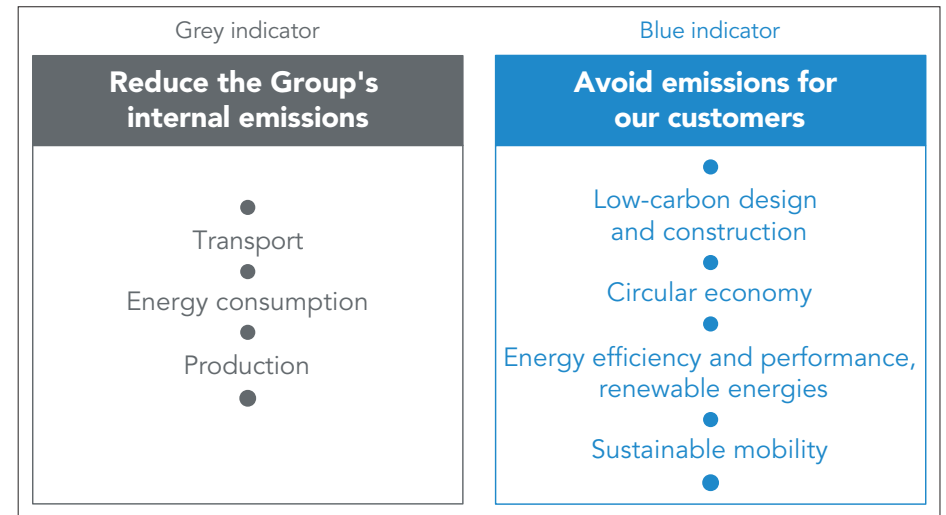 Grey indicator
Reduce the Group's
internal emissions
Transport
Energy consumption
Production
Blue indicator
Avoid emissions for
our customers
Low-carbon design
and construction
Circular economy
Energy efficiency and performance,
renewable energies
Sustainable mobility